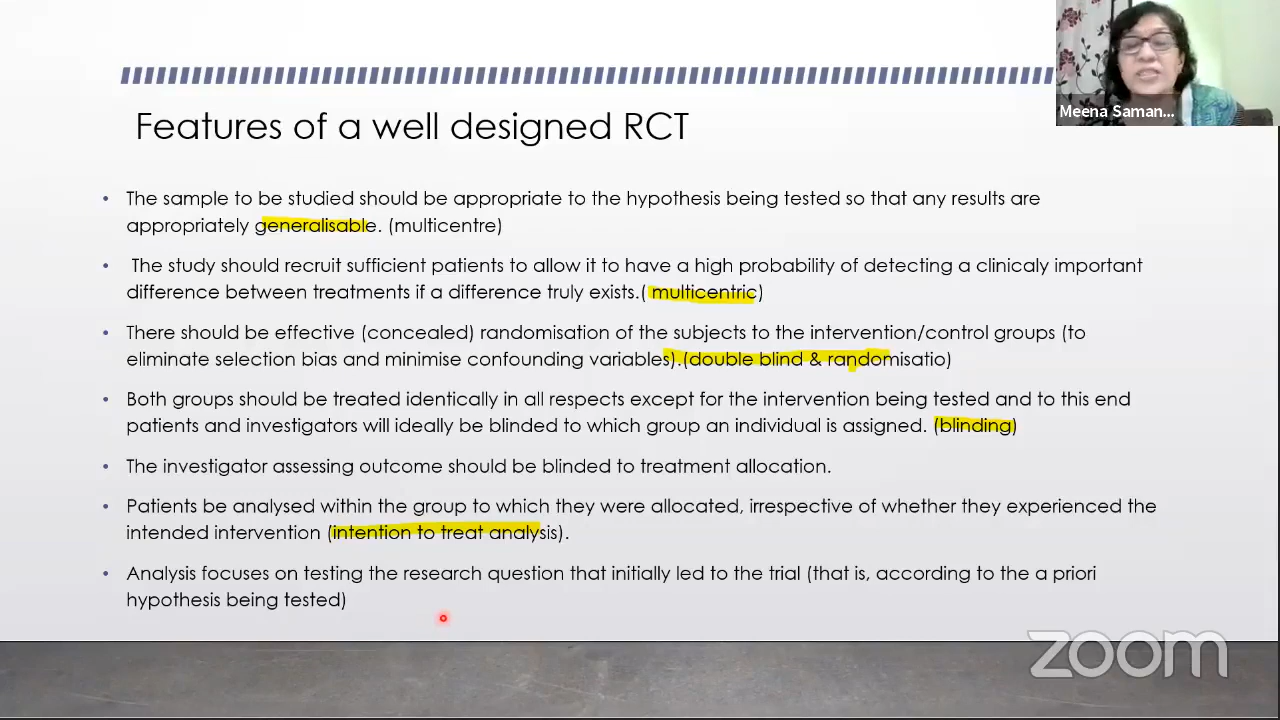 Meena Saman...
Features of a well designed RCT
• The sample to be studied should be appropriate to the hypothesis being tested so that any results are
appropriately generalisable. (multicentre)
• The study should recruit sufficient patients to allow it to have a high probability of detecting a clinicaly important
difference between treatments if a difference truly exists.( multicentric)
• There should be effective (concealed) randomisation of the subjects to the intervention/control groups (to
eliminate selection bias and minimise confounding variables).(double blind & randomisatio)
• Both groups should be treated identically in all respects except for the intervention being tested and to this end
patients and investigators will ideally be blinded to which group an individual is assigned. (blinding)
• The investigator assessing outcome should be blinded to treatment allocation.
• Patients be analysed within the group to which they were allocated, irrespective of whether they experienced the
intended intervention (intention to treat analysis).
• Analysis focuses on testing the research question that initially led to the trial (that is, according to the a priori
hypothesis being tested)
zoom